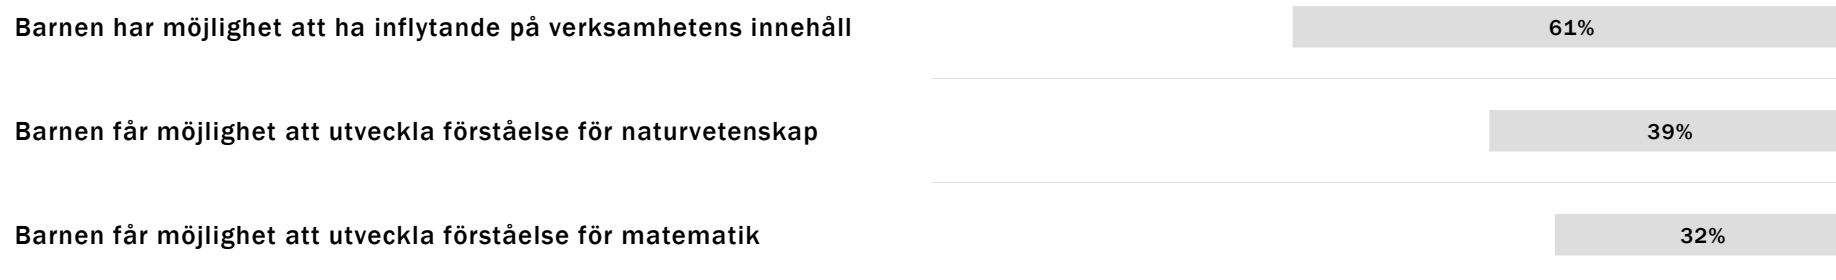 Barnen har möjlighet att ha inflytande på verksamhetens innehåll 61%
Barnen får möjlighet att utveckla förståelse för naturvetenskap 39%
Barnen får möjlighet att utveckla förståelse för matematik 32%